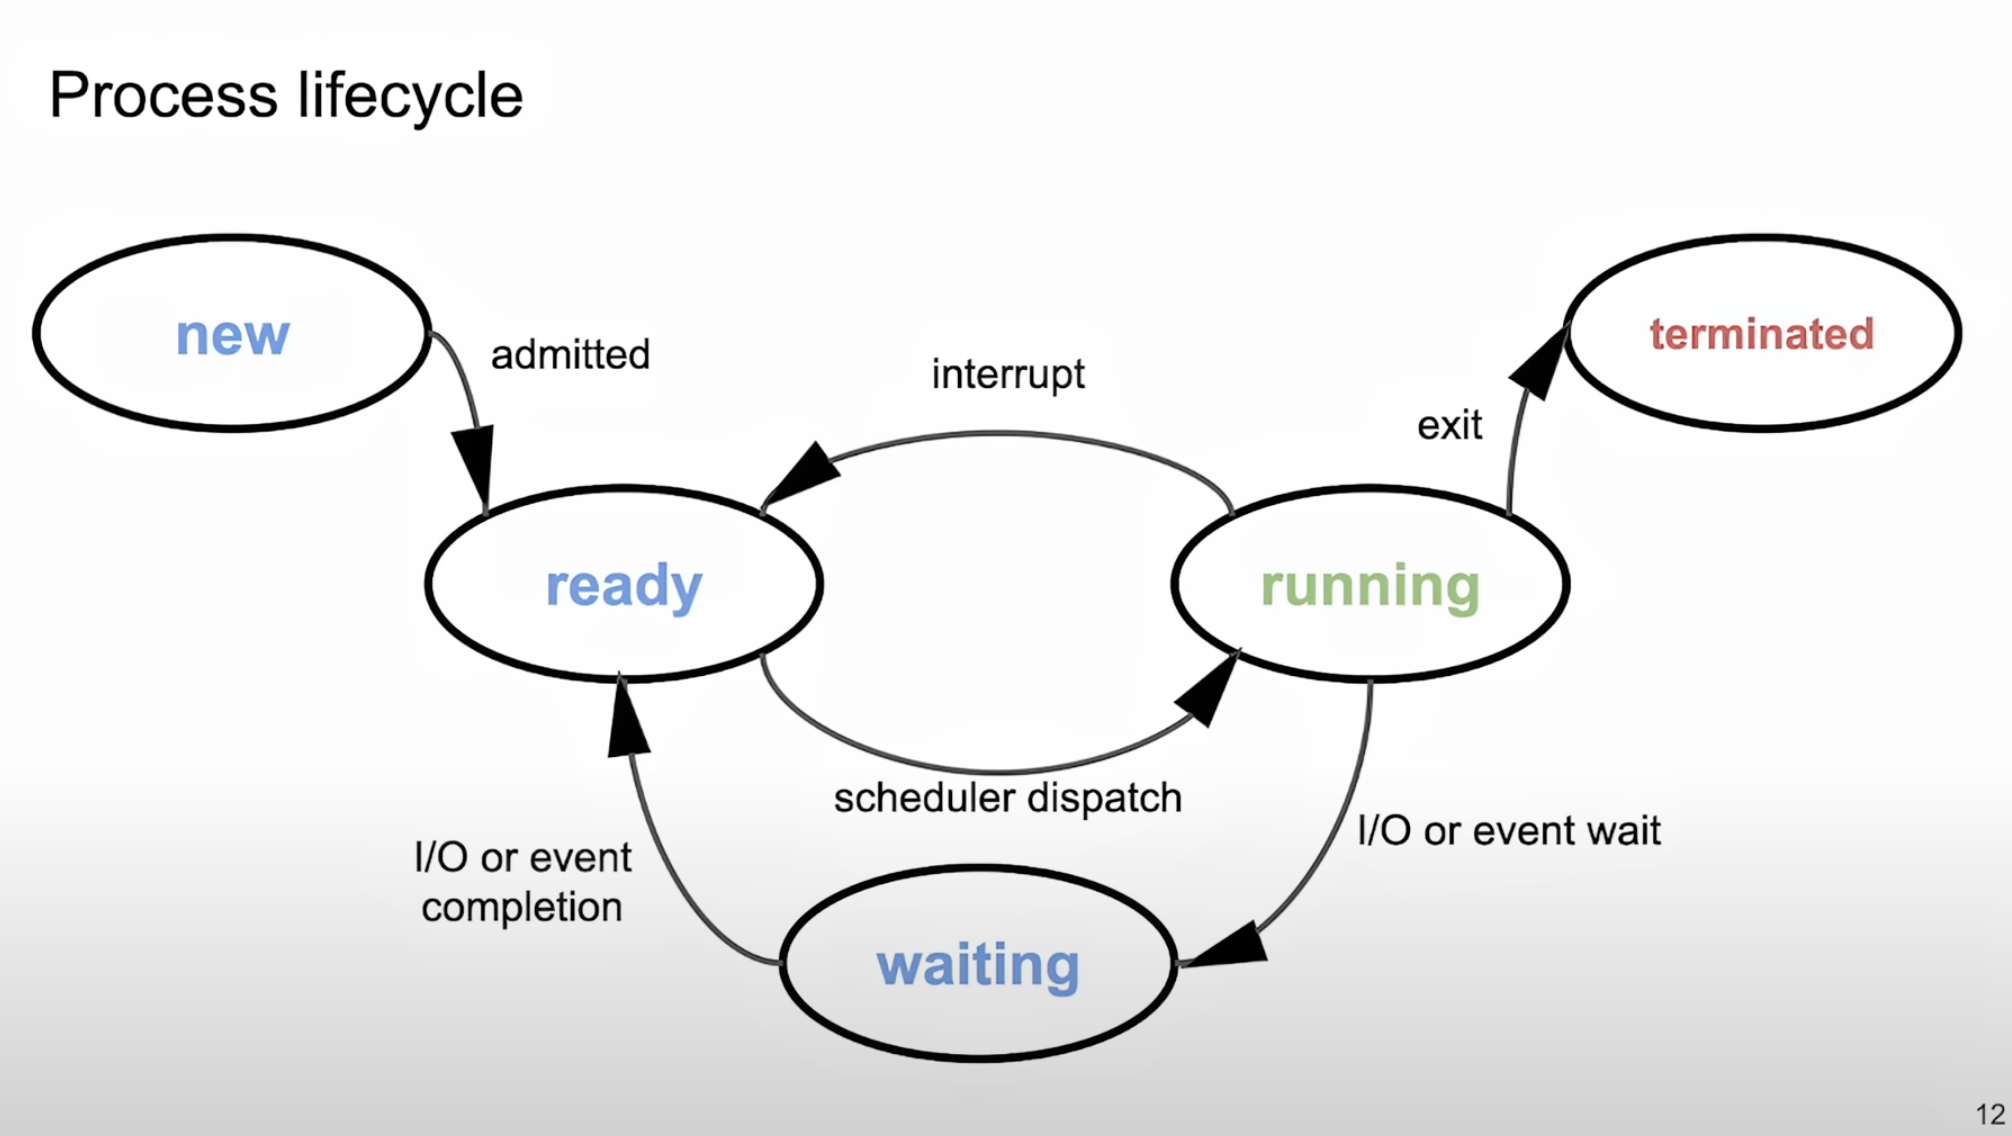 Process lifecycle
new
admitted
interrupt
terminated
exit
ready
running
scheduler dispatch
I/O or event wait
I/O or event
completion
waiting
12